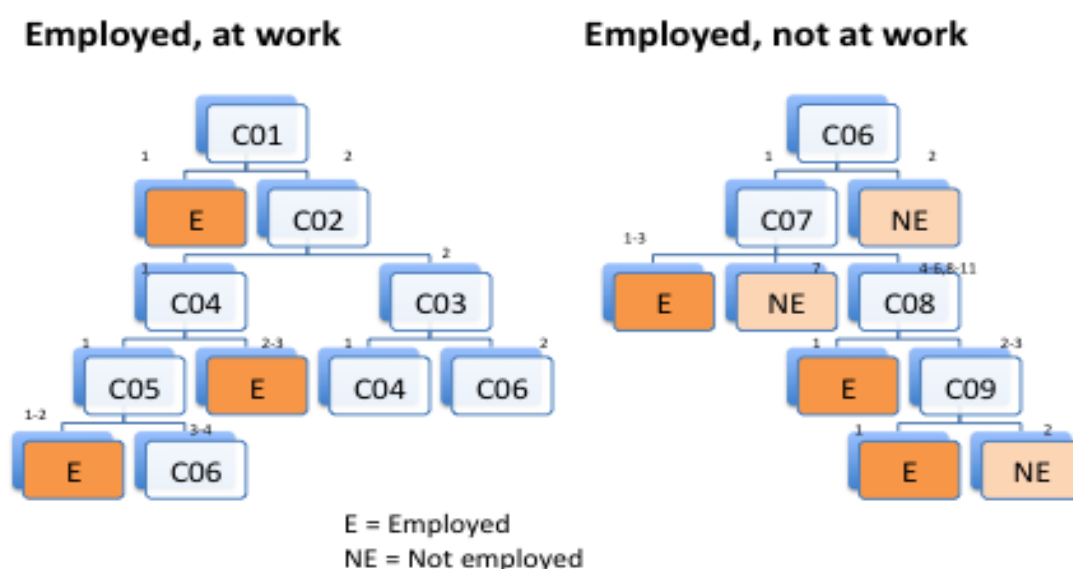 Employed, at work
Employed, not at work
C01
C06
1
2
1
2
E
C02
C07
NE
1-3
2
1
7
4-6,8-11
C04
C03
E
NE
C08
1
2-3
1
2
1
2-3
C05
E
C04
C06
E
C09
1-2
3-4
1
2
E
C06
E
NE
E = Employed
NE = Not employed